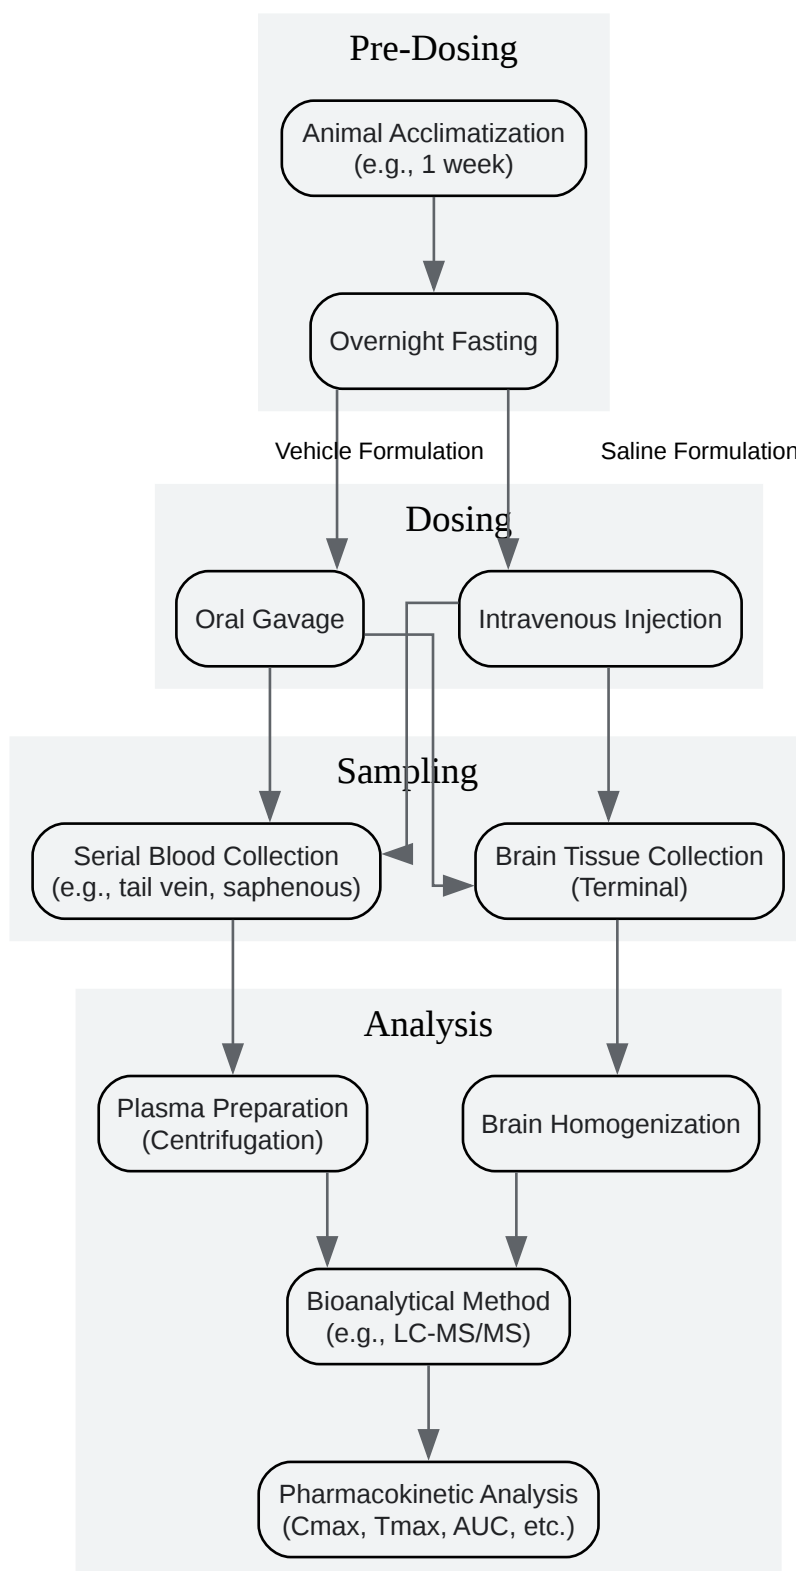 Pre-Dosing
Animal Acclimatization
(e.g., 1 week)
Overnight Fasting
Vehicle Formulation
Saline Formulation
Dosing
Oral Gavage
Intravenous Injection
Sampling
Serial Blood Collection
(e.g., tail vein, saphenous)
Brain Tissue Collection
(Terminal)
Analysis
Plasma Preparation
(Centrifugation)
Brain Homogenization
Bioanalytical Method
(e.g., LC-MS/MS)
Pharmacokinetic Analysis
(Cmax, Tmax, AUC, etc.)